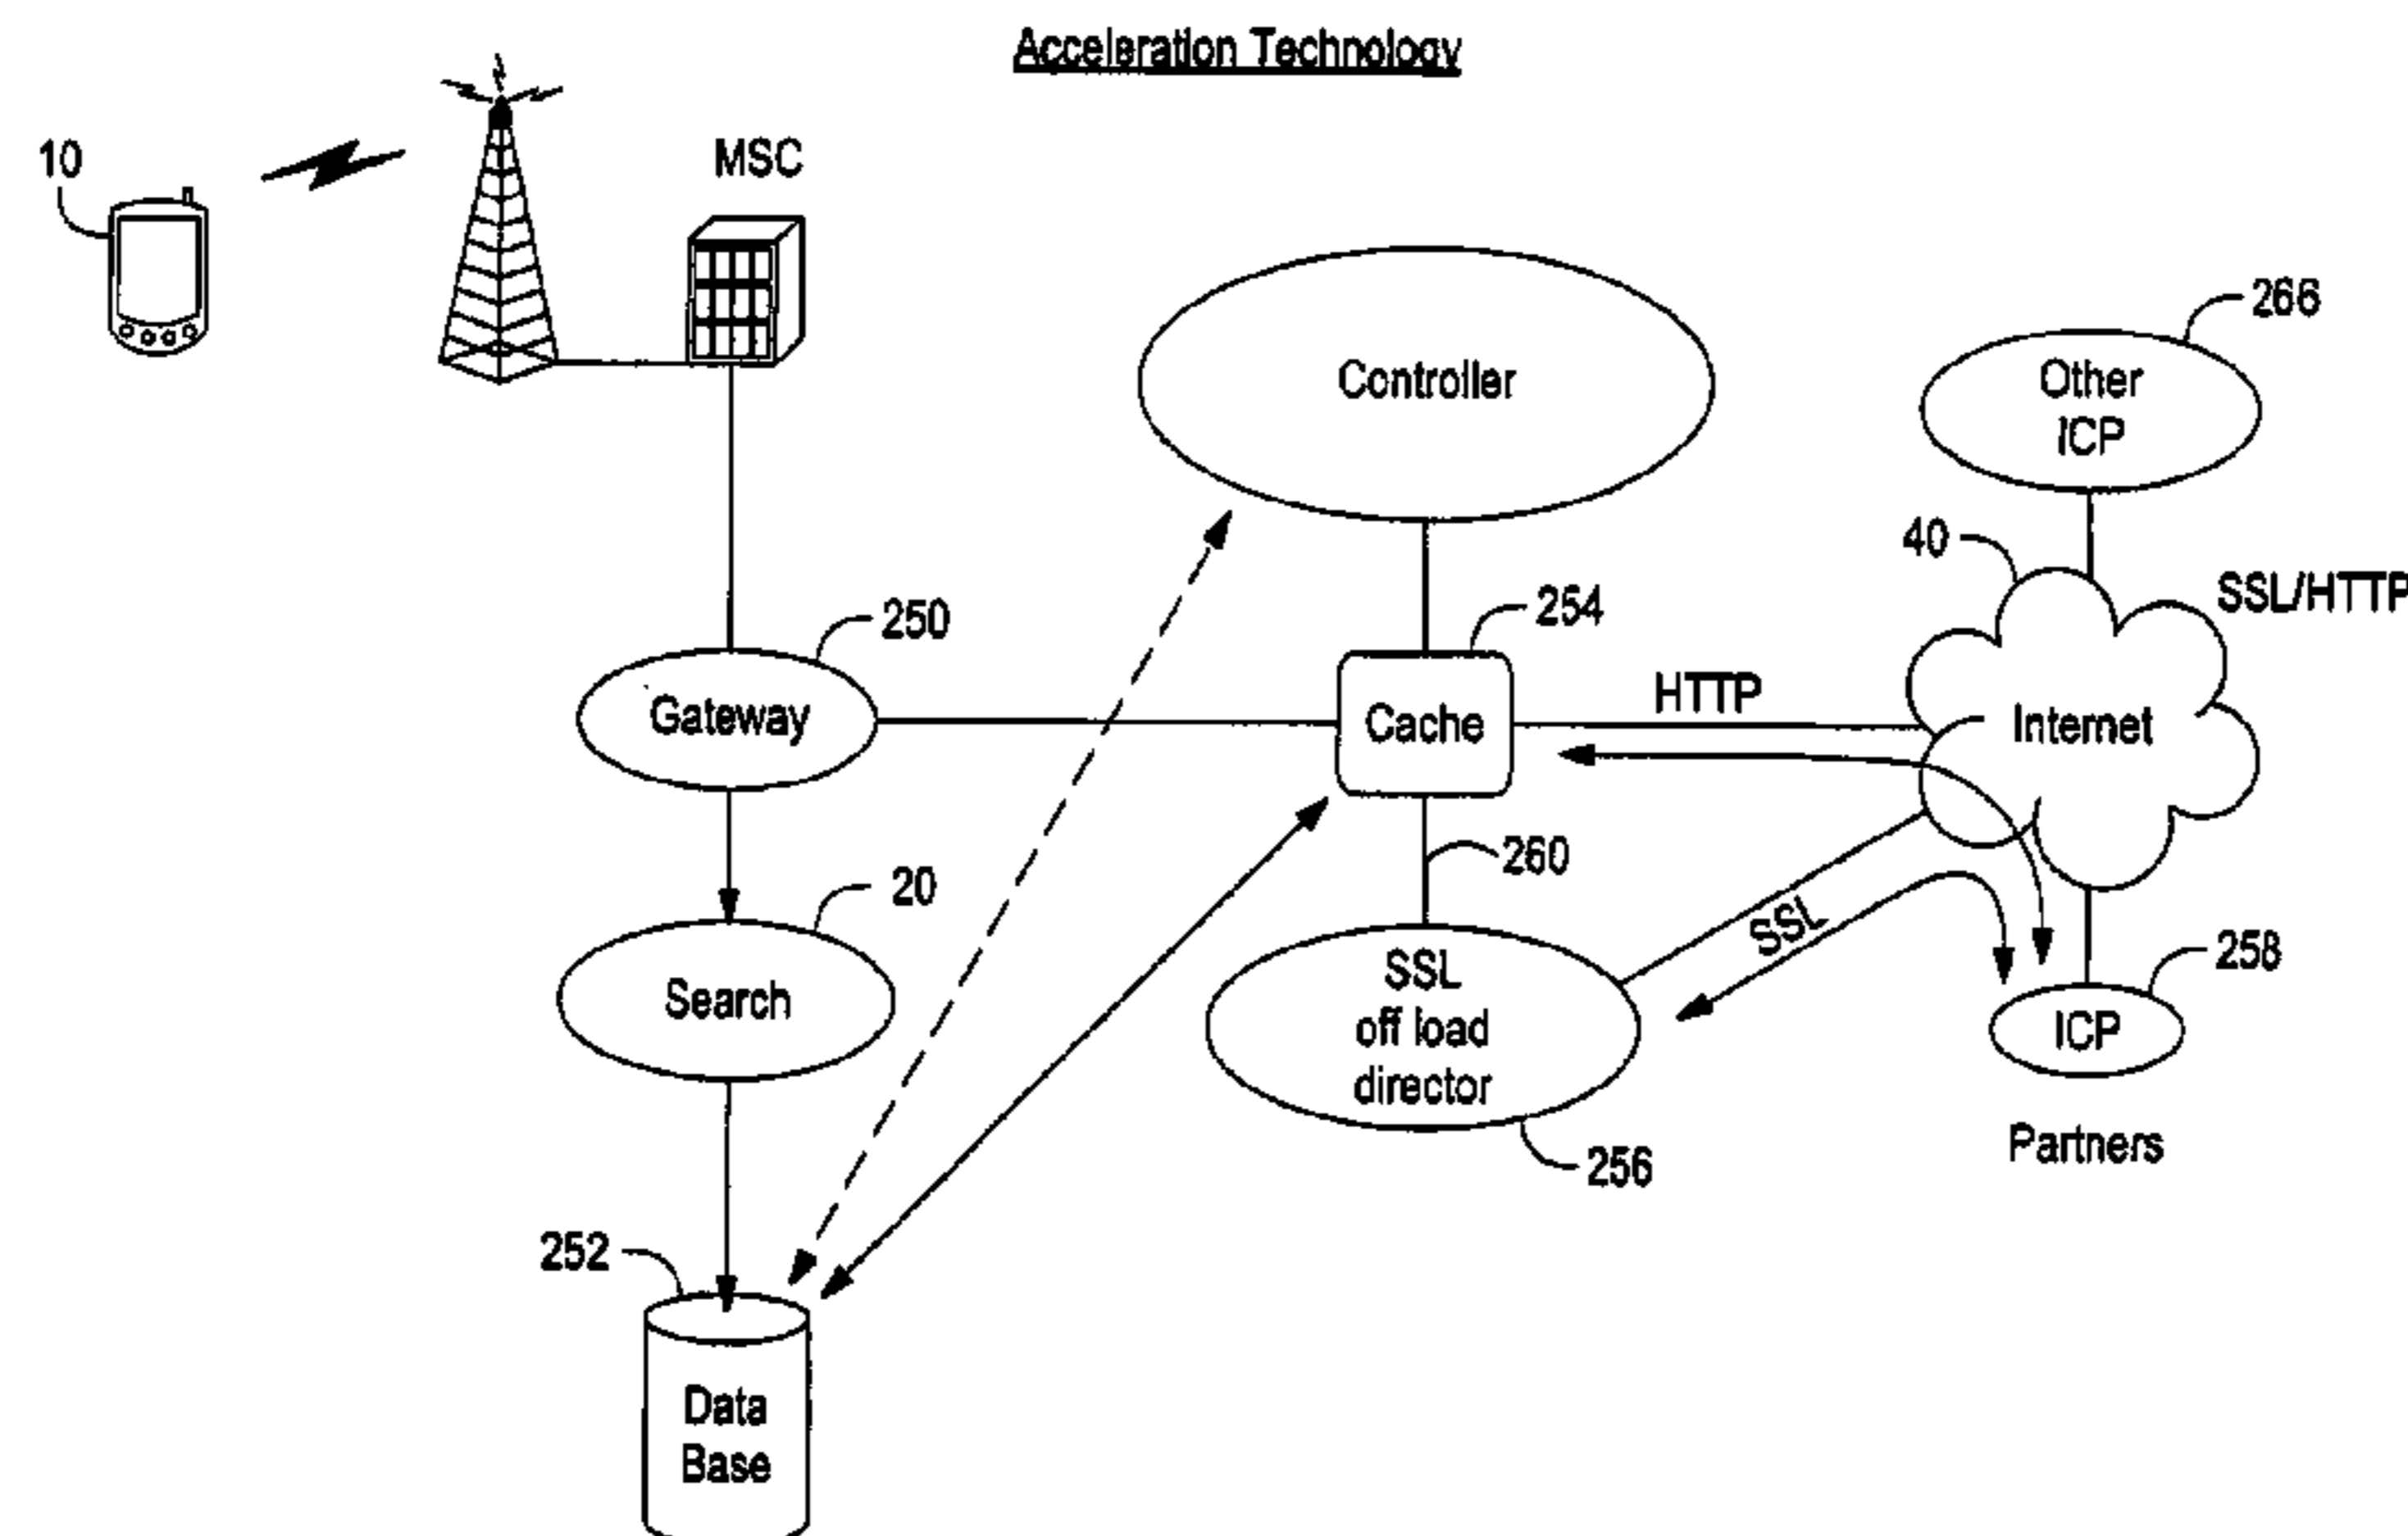 Acceleration Technology
10
MSC
Controller
266
Other
ICP
40
SSL/HTTP
250
254
Gateway
Cache
HTTP
Internet
20
260
Search
SSL
SSL
off load
director
258
ICP
256
Partners
252
Data
Base